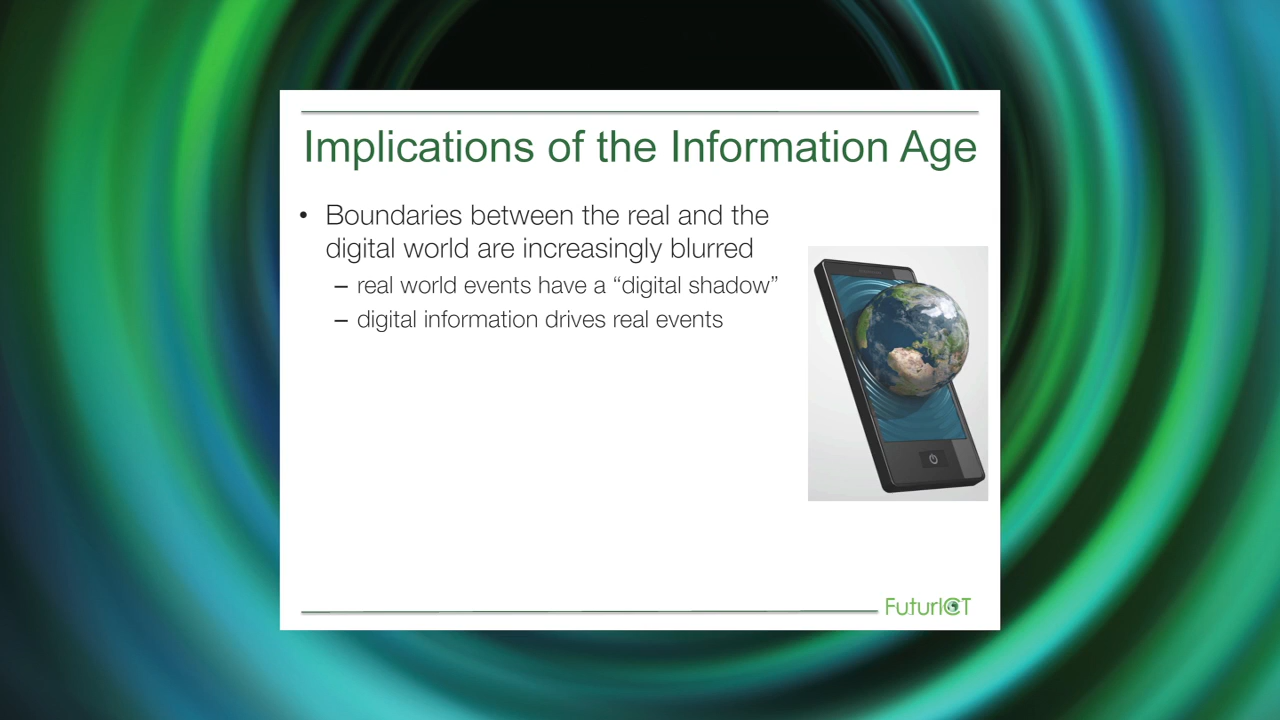 Implications of the Information Age
• Boundaries between the real and the
digital world are increasingly blurred
– real world events have a “digital shadow”
– digital information drives real events
FuturICT